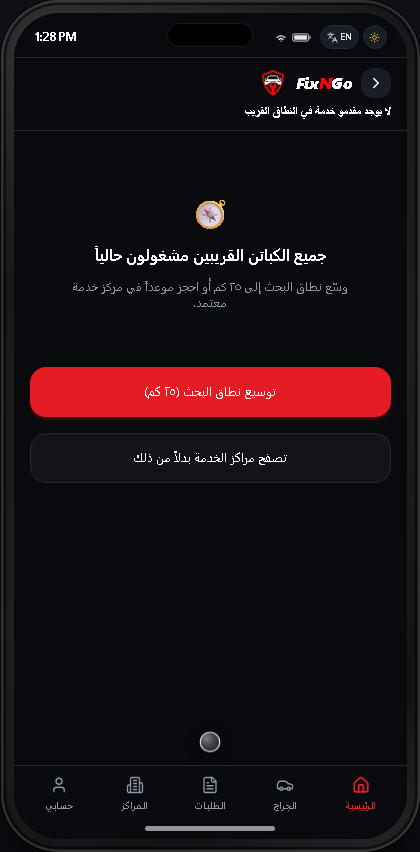 1:28 PM
EN
FixNGo
لا يوجد مقدمو خدمة في النطاق القريب
جميع الكباتن القريبين مشغولون حالياً
وسّع نطاق البحث إلى ٢٥ كم أو احجز موعداً في مركز خدمة
معتمد.
توسيع نطاق البحث (٢٥ كم)
تصفح مراكز الخدمة بدلاً من ذلك
الرئيسية
الجراج
الطلبات
المراكز
حسابي